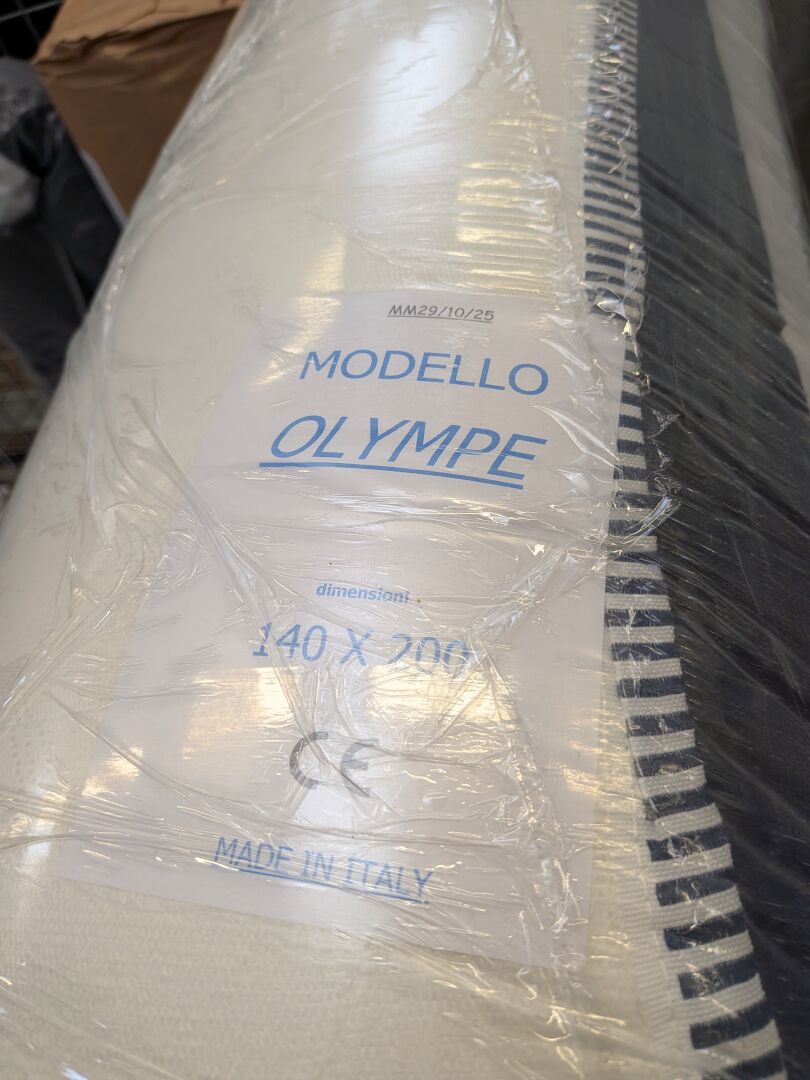 MM29/10/25
MODELLO
OLYMPE
dimensioni
140 X 200
CE
MADE IN ITALY